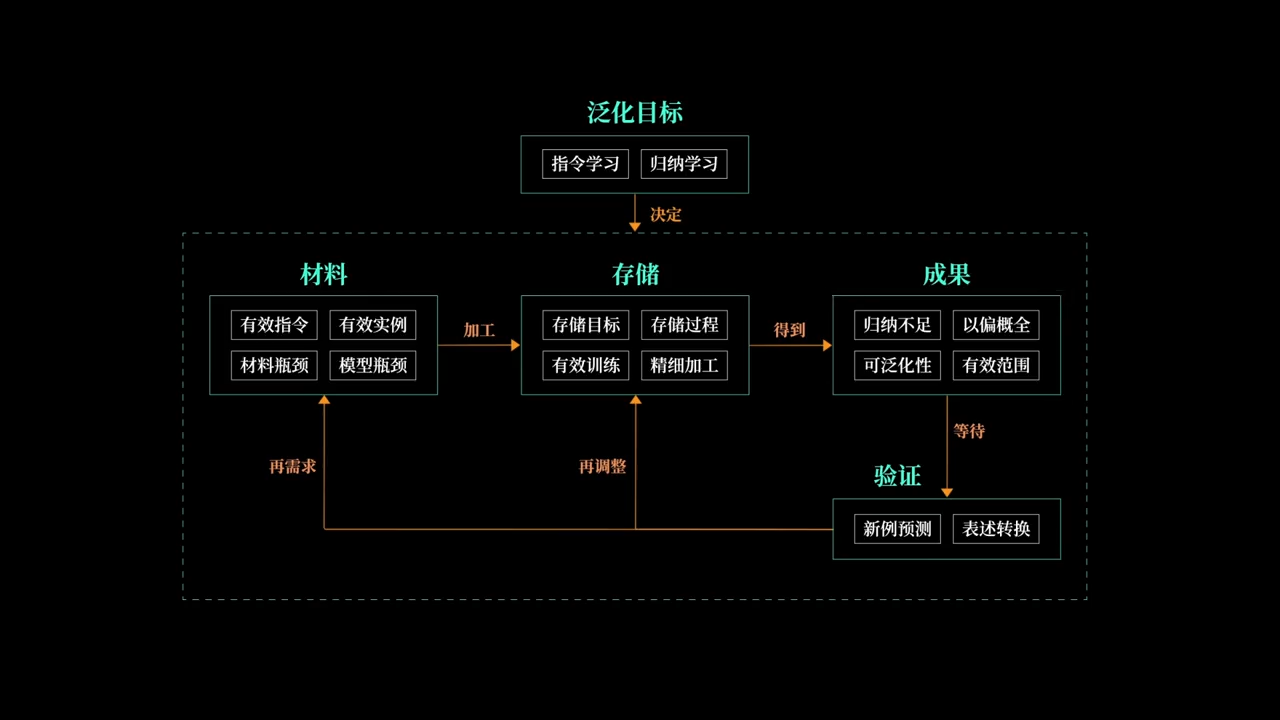 泛化目标
指令学习 归纳学习
决定
材料 存储 成果
有效指令 有效实例 加工 存储目标 存储过程 得到 归纳不足 以偏概全
材料瓶颈 模型瓶颈 有效训练 精细加工 可泛化性 有效范围
等待
再需求 再调整 验证
新例预测 表述转换